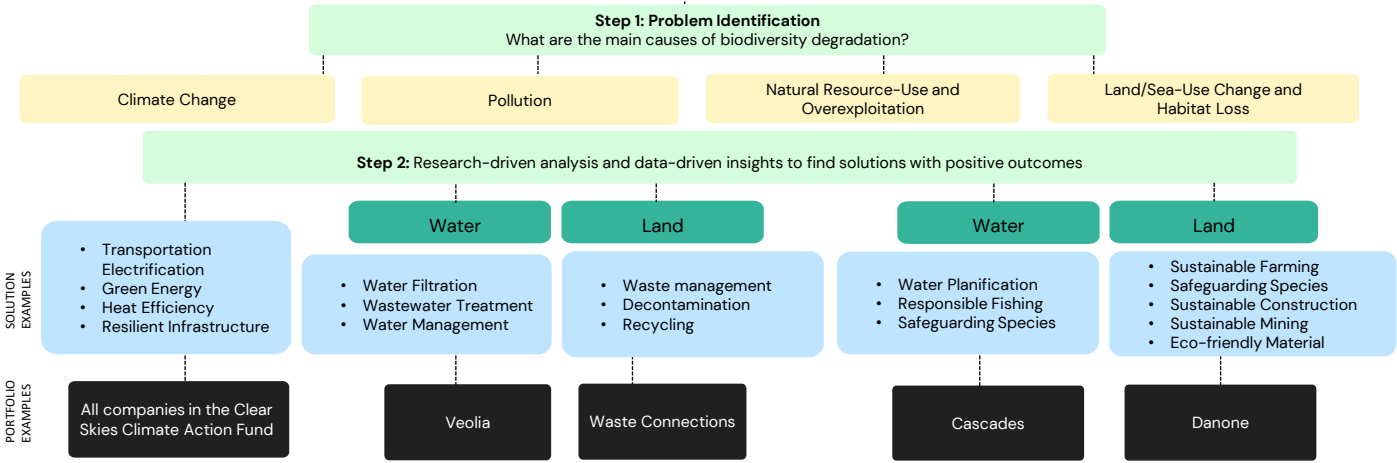 Step 1: Problem Identification
What are the main causes of biodiversity degradation?
Climate Change
Pollution
Natural Resource-Use and
Overexploitation
Land/Sea-Use Change and
Habitat Loss
Step 2: Research-driven analysis and data-driven insights to find solutions with positive outcomes
Water
Land
Water
Land
SOLUTION
EXAMPLES
• Transportation
Electrification
• Green Energy
• Heat Efficiency
• Resilient Infrastructure
• Water Filtration
• Wastewater Treatment
• Water Management
• Waste management
• Decontamination
• Recycling
• Water Planification
• Responsible Fishing
• Safeguarding Species
• Sustainable Farming
• Safeguarding Species
• Sustainable Construction
• Sustainable Mining
• Eco-friendly Material
PORTFOLIO
EXAMPLES
All companies in the Clear
Skies Climate Action Fund
Veolia
Waste Connections
Cascades
Danone